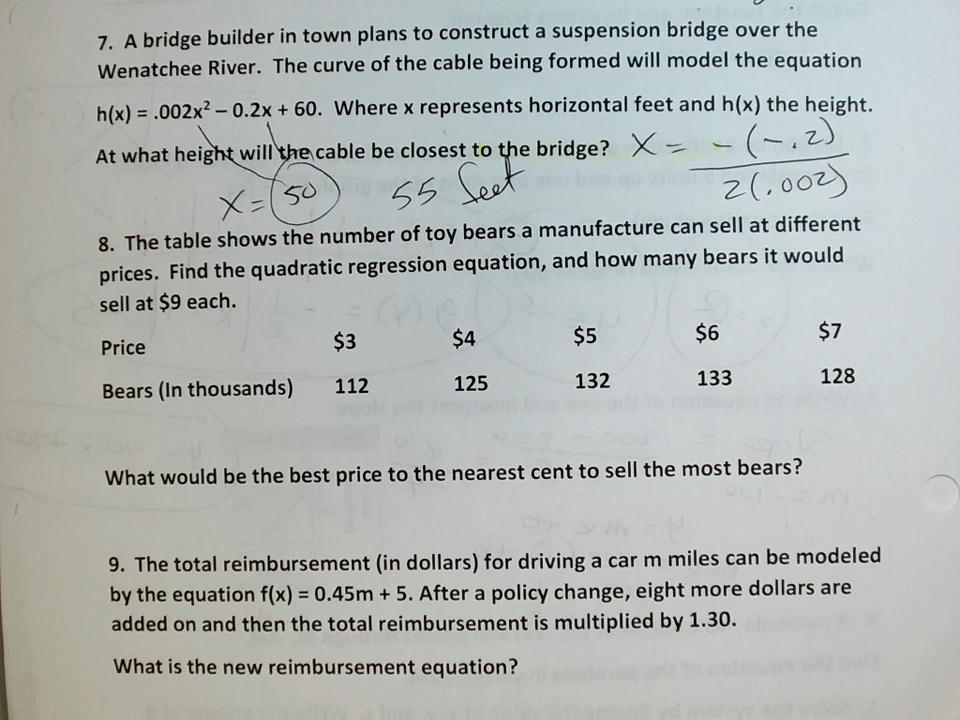 7. A bridge builder in town plans to construct a suspension bridge over the
Wenatchee River. The curve of the cable being formed will model the equation
h(x) = .002x² – 0.2x + 60. Where x represents horizontal feet and h(x) the height.
At what height will the cable be closest to the bridge? X = - (-.2)
2(.002)
X = 50 55 feet
8. The table shows the number of toy bears a manufacture can sell at different
prices. Find the quadratic regression equation, and how many bears it would
sell at $9 each.
Price $3 $4 $5 $6 $7
Bears (In thousands) 112 125 132 133 128
What would be the best price to the nearest cent to sell the most bears?
9. The total reimbursement (in dollars) for driving a car m miles can be modeled
by the equation f(x) = 0.45m + 5. After a policy change, eight more dollars are
added on and then the total reimbursement is multiplied by 1.30.
What is the new reimbursement equation?